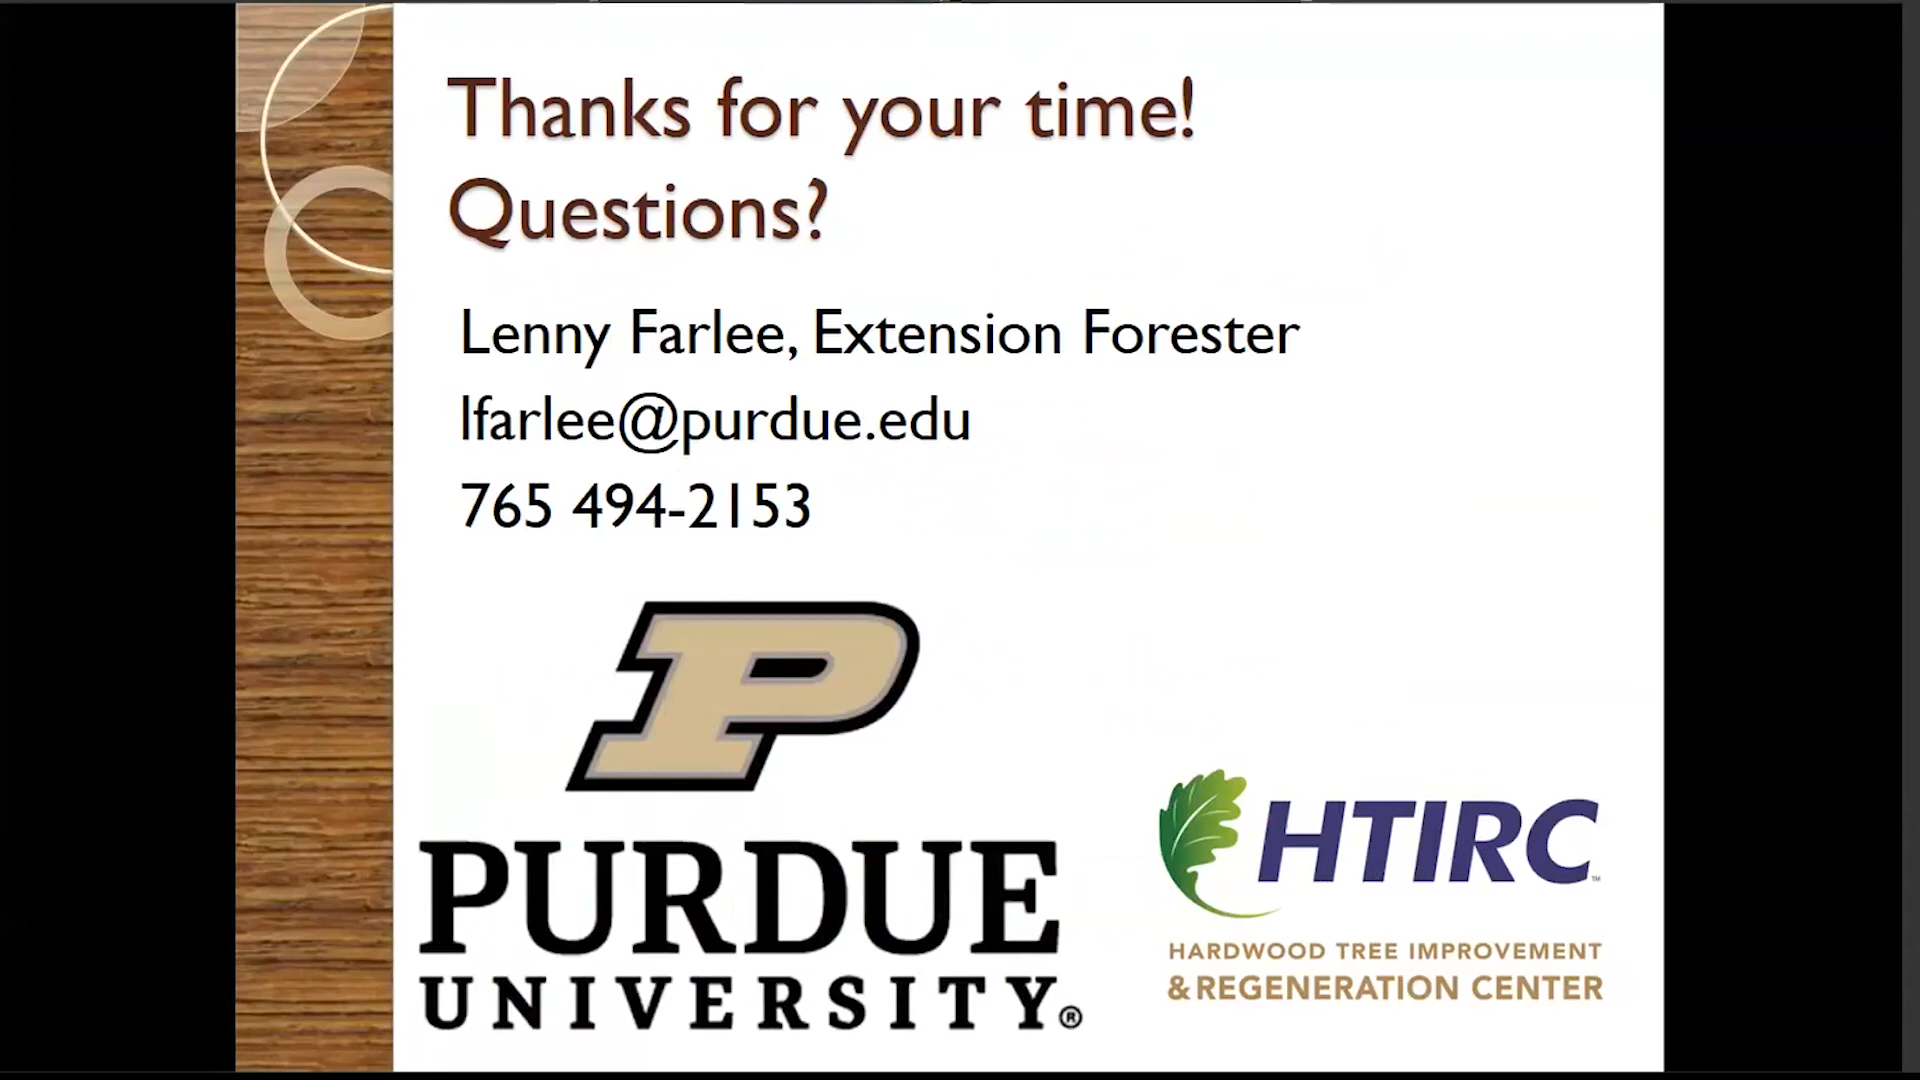 Thanks for your time!
Questions?
Lenny Farlee, Extension Forester
lfarlee@purdue.edu
765 494-2153
P
PURDUE
UNIVERSITY®
HTIRC™
HARDWOOD TREE IMPROVEMENT
& REGENERATION CENTER